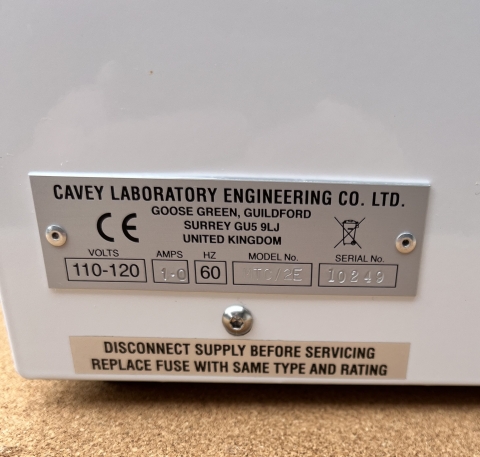 CAVEY LABORATORY ENGINEERING CO. LTD.
GOOSE GREEN, GUILDFORD
SURREY GU5 9LJ
UNITED KINGDOM
CE
VOLTS AMPS HZ MODEL No. SERIAL No.
110-120 1·0 60 TC/2E 10249
DISCONNECT SUPPLY BEFORE SERVICING
REPLACE FUSE WITH SAME TYPE AND RATING